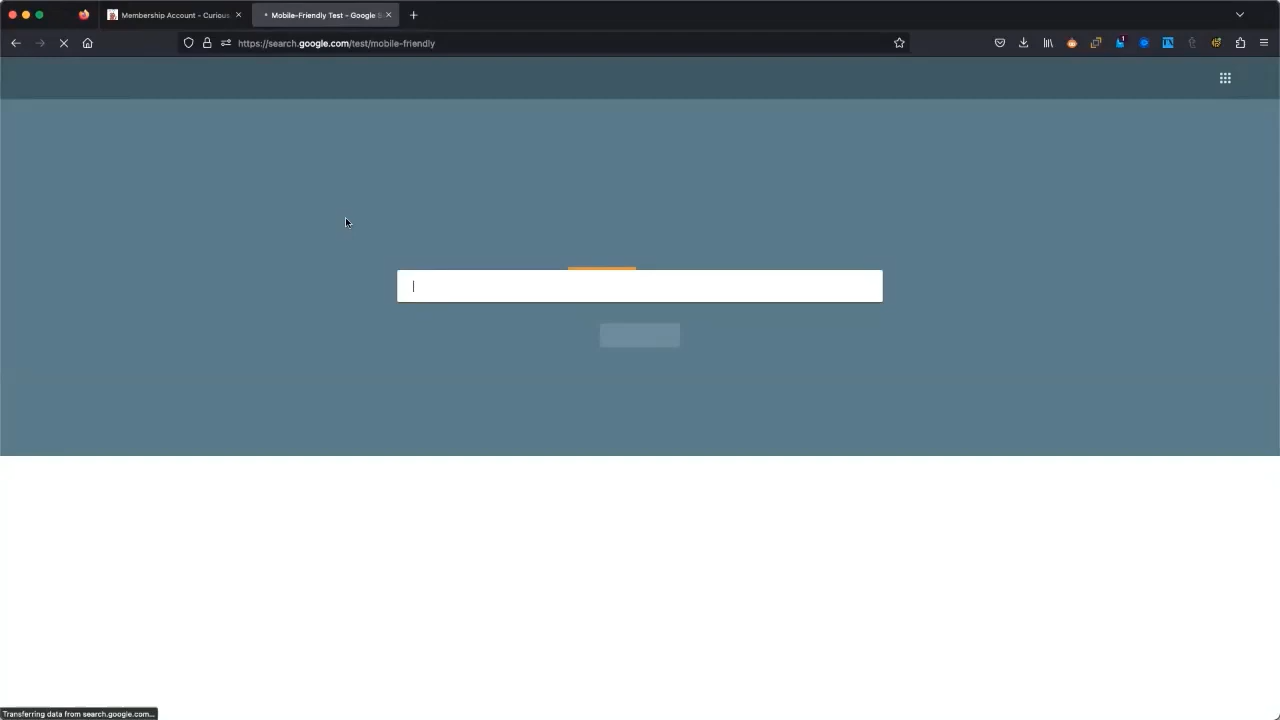 Membership Account - Curious
Mobile-Friendly Test - Google S
https://search.google.com/test/mobile-friendly
1
Transferring data from search.google.com...